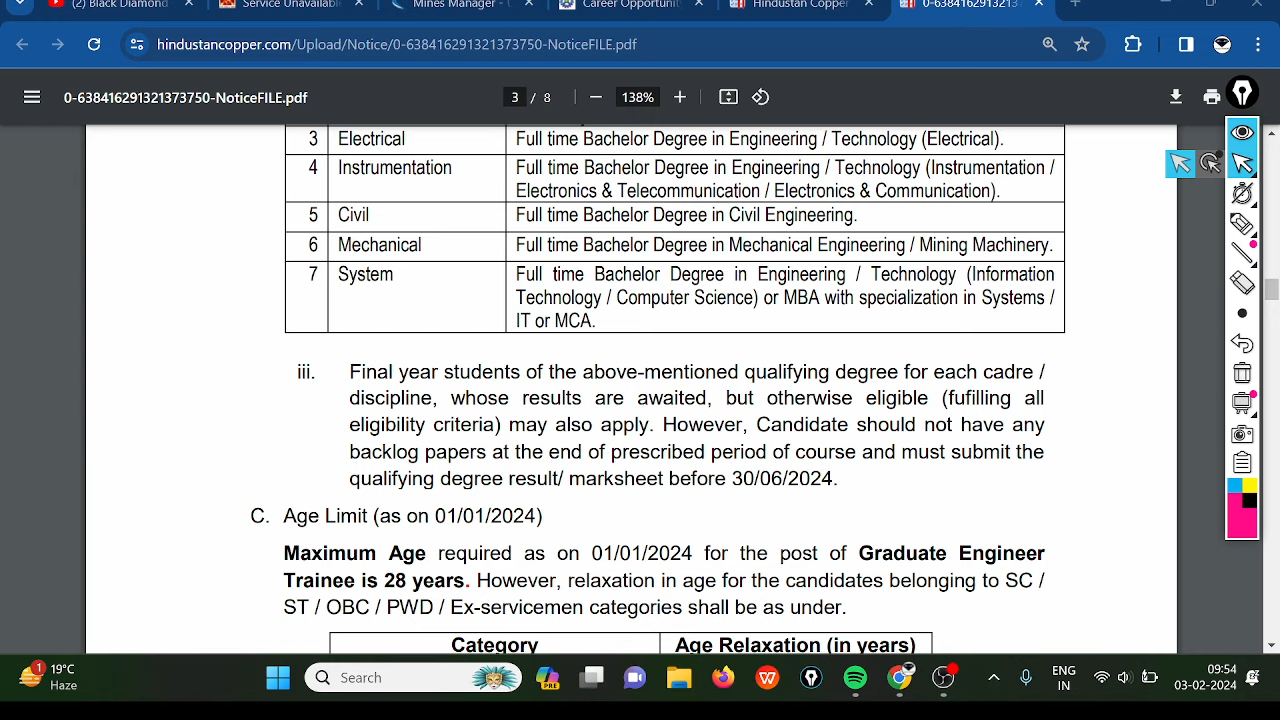 (2) Black Diamond
Service Unavailable
Mines Manager - C
Career Opportunity
Hindustan Copper
0-6384162913213
hindustancopper.com/Upload/Notice/0-638416291321373750-NoticeFILE.pdf
0-638416291321373750-NoticeFILE.pdf
3 / 8
138%
3 Electrical Full time Bachelor Degree in Engineering / Technology (Electrical).
4 Instrumentation Full time Bachelor Degree in Engineering / Technology (Instrumentation /
Electronics & Telecommunication / Electronics & Communication).
5 Civil Full time Bachelor Degree in Civil Engineering.
6 Mechanical Full time Bachelor Degree in Mechanical Engineering / Mining Machinery.
7 System Full time Bachelor Degree in Engineering / Technology (Information
Technology / Computer Science) or MBA with specialization in Systems /
IT or MCA.
iii. Final year students of the above-mentioned qualifying degree for each cadre /
discipline, whose results are awaited, but otherwise eligible (fufilling all
eligibility criteria) may also apply. However, Candidate should not have any
backlog papers at the end of prescribed period of course and must submit the
qualifying degree result/ marksheet before 30/06/2024.
C. Age Limit (as on 01/01/2024)
Maximum Age required as on 01/01/2024 for the post of Graduate Engineer
Trainee is 28 years. However, relaxation in age for the candidates belonging to SC /
ST / OBC / PWD / Ex-servicemen categories shall be as under.
Category Age Relaxation (in years)
1
19°C
Haze
Search
PRE
ENG
IN
09:54
03-02-2024